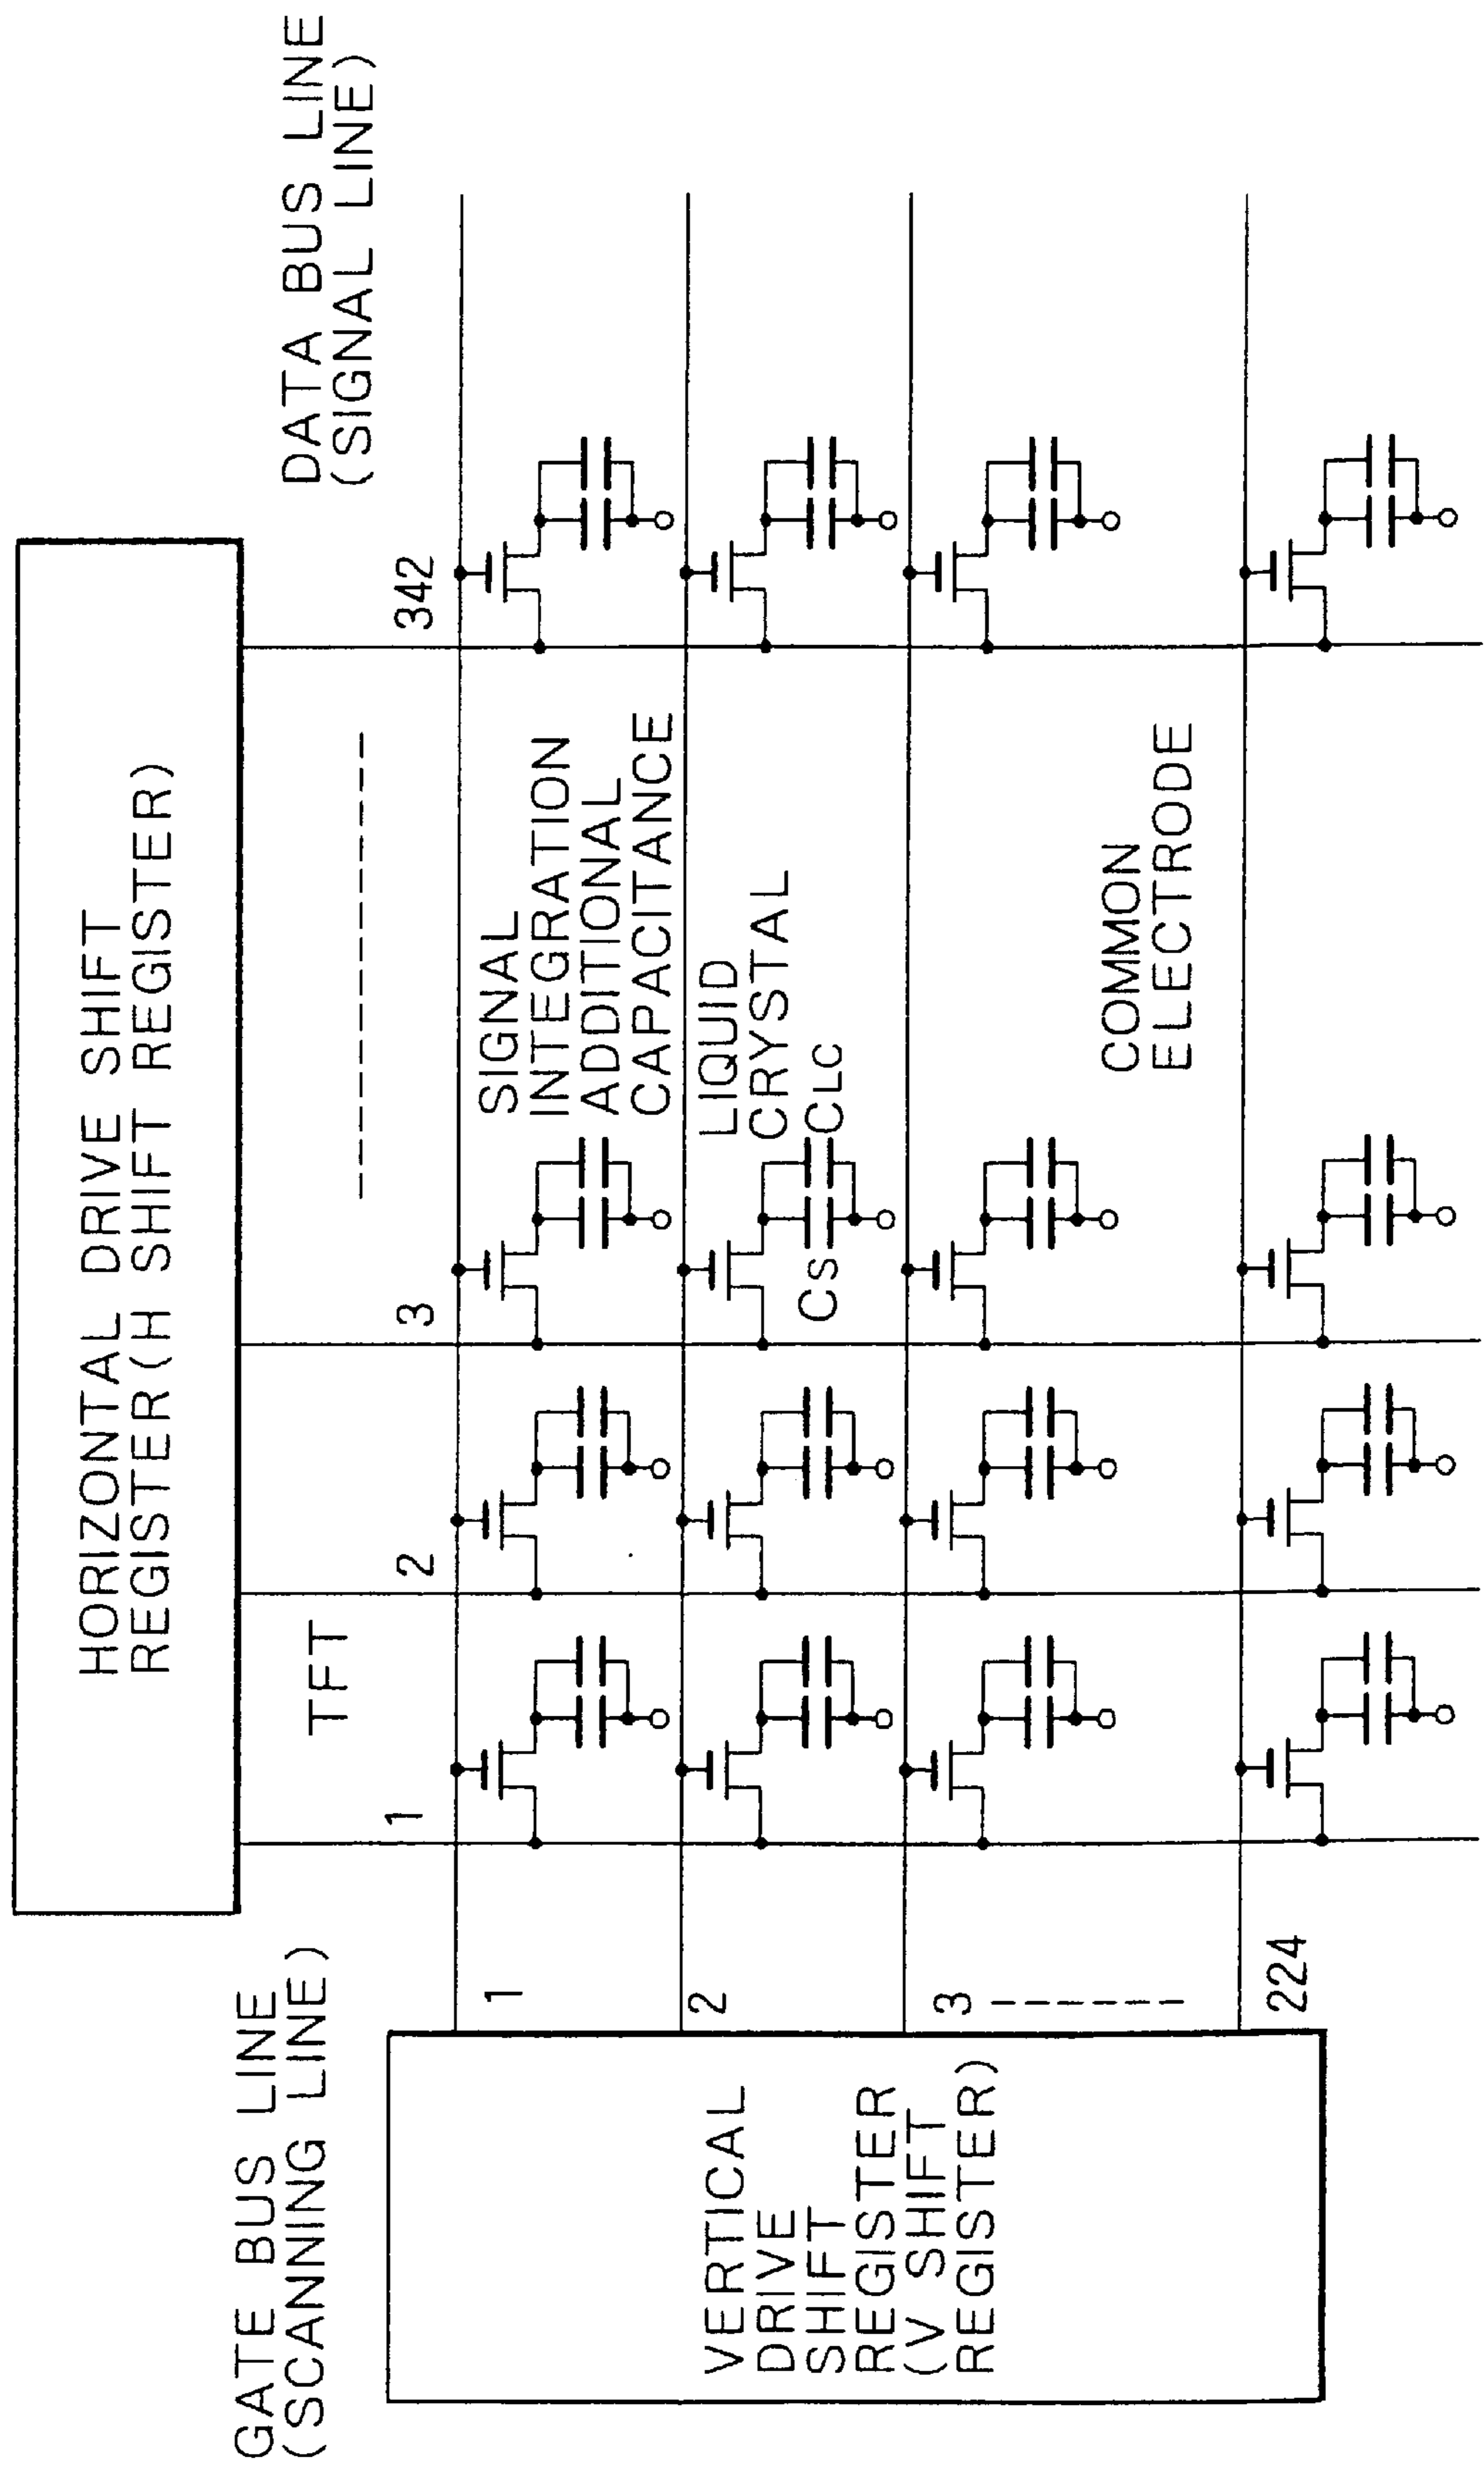 HORIZONTAL DRIVE SHIFT
REGISTER(H SHIFT REGISTER)
GATE BUS LINE
(SCANNING LINE)
TFT
DATA BUS LINE
(SIGNAL LINE)
1
2
3
342
1
2
3
224
VERTICAL
DRIVE
SHIFT
REGISTER
(V SHIFT
REGISTER)
SIGNAL
INTEGRATION
ADDITIONAL
CAPACITANCE
LIQUID
CRYSTAL
CS
CLC
COMMON
ELECTRODE